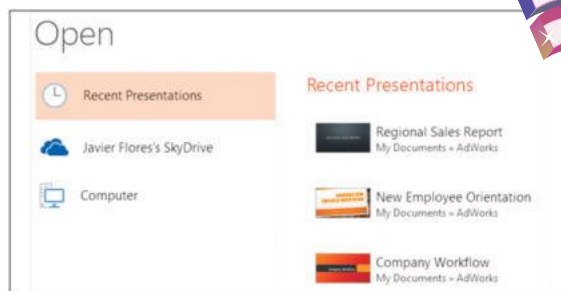 Open
Recent Presentations
Javier Flores's SkyDrive
Computer
Recent Presentations
Regional Sales Report
My Documents » AdWorks
New Employee Orientation
My Documents » AdWorks
Company Workflow
My Documents » AdWorks